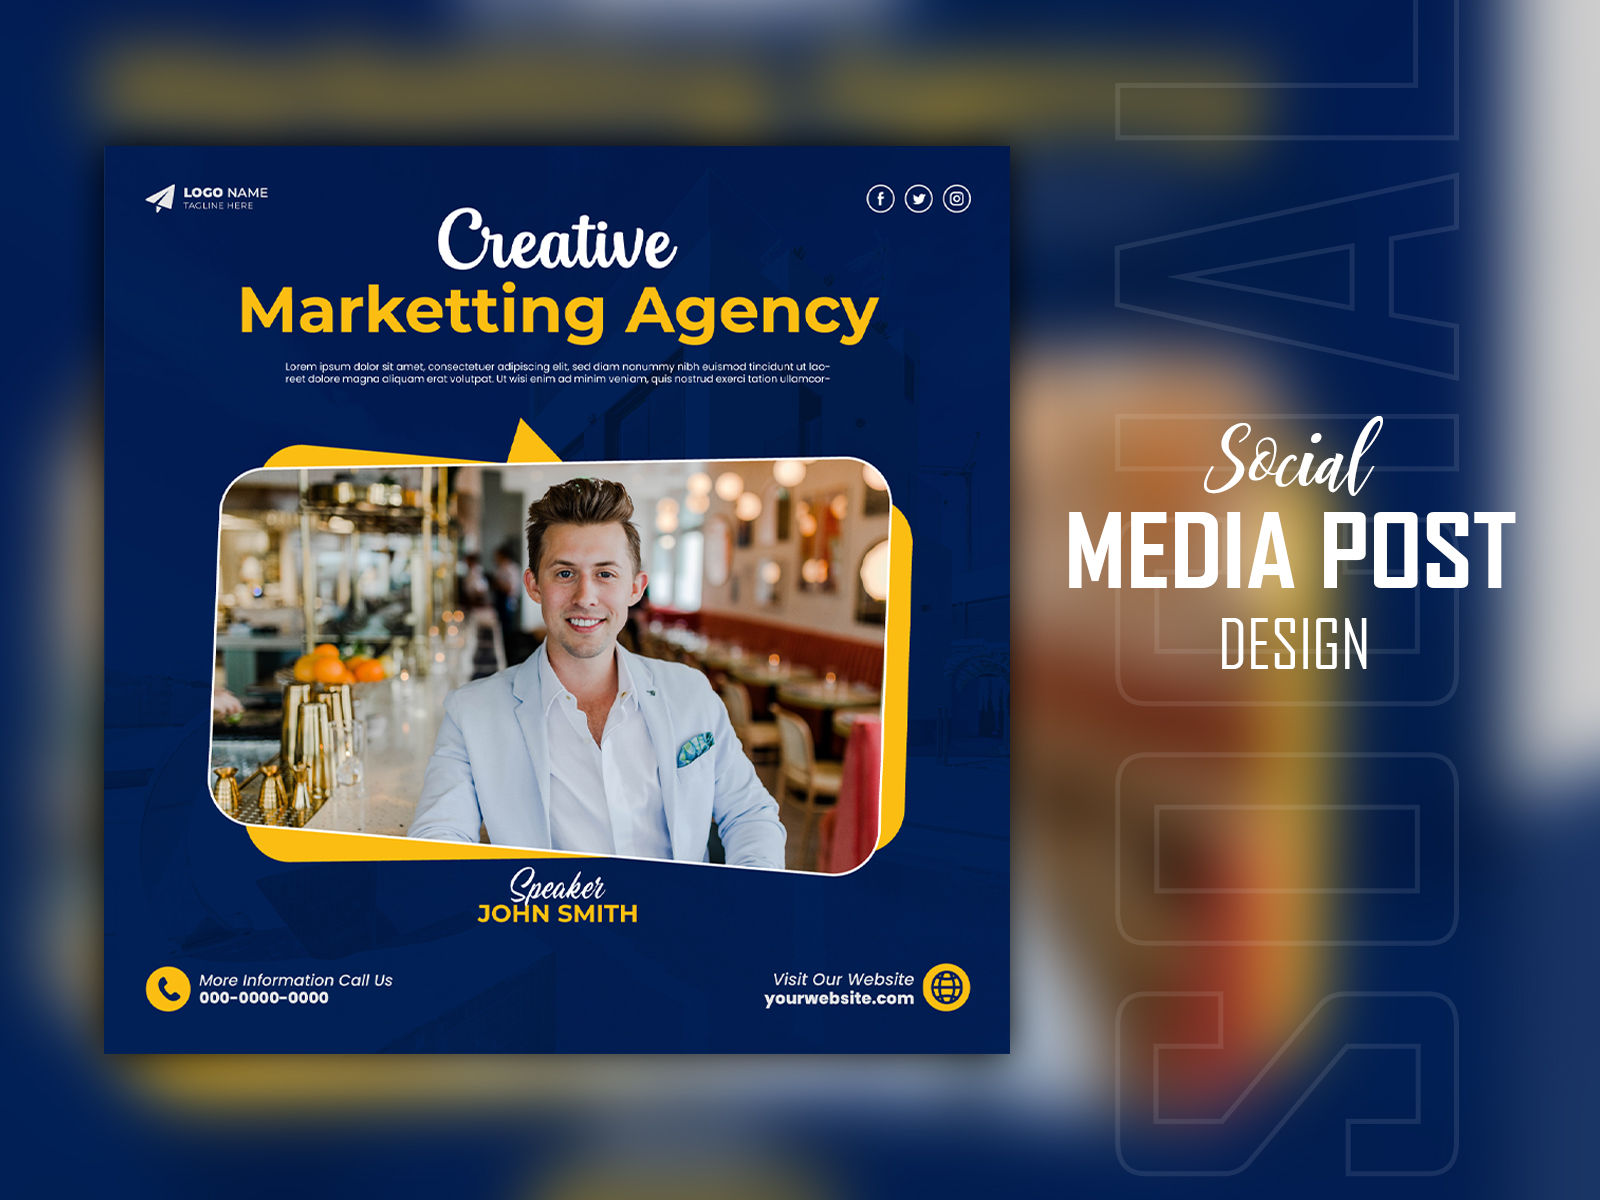 LOGO NAME
TAGLINE HERE
Creative
Marketting Agency
Lorem ipsum dolor sit amet, consectetuer adipiscing elit, sed diam nonummy nibh euismod tincidunt ut lao-
reet dolore magna aliquam erat volutpat. Ut wisi enim ad minim veniam, quis nostrud exerci tation ullamcor-
Speaker
JOHN SMITH
More Information Call Us
000-0000-0000
Visit Our Website
yourwebsite.com
Social
MEDIA POST
DESIGN
SOCIAL